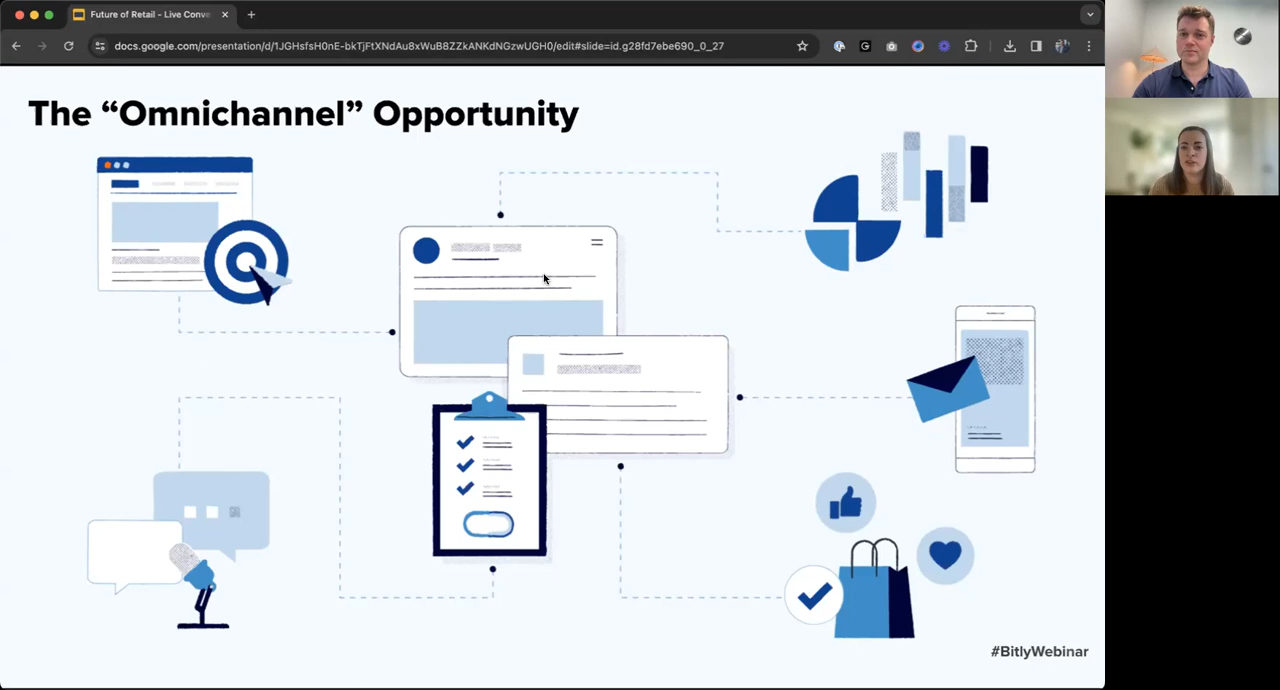 Future of Retail - Live Conve
docs.google.com/presentation/d/1JGHsfsH0nE-bkTjFtXNdAu8xWuB8ZZkANKdNGzwUGH0/edit#slide=id.g28fd7ebe690_0_27
The “Omnichannel” Opportunity
#BitlyWebinar